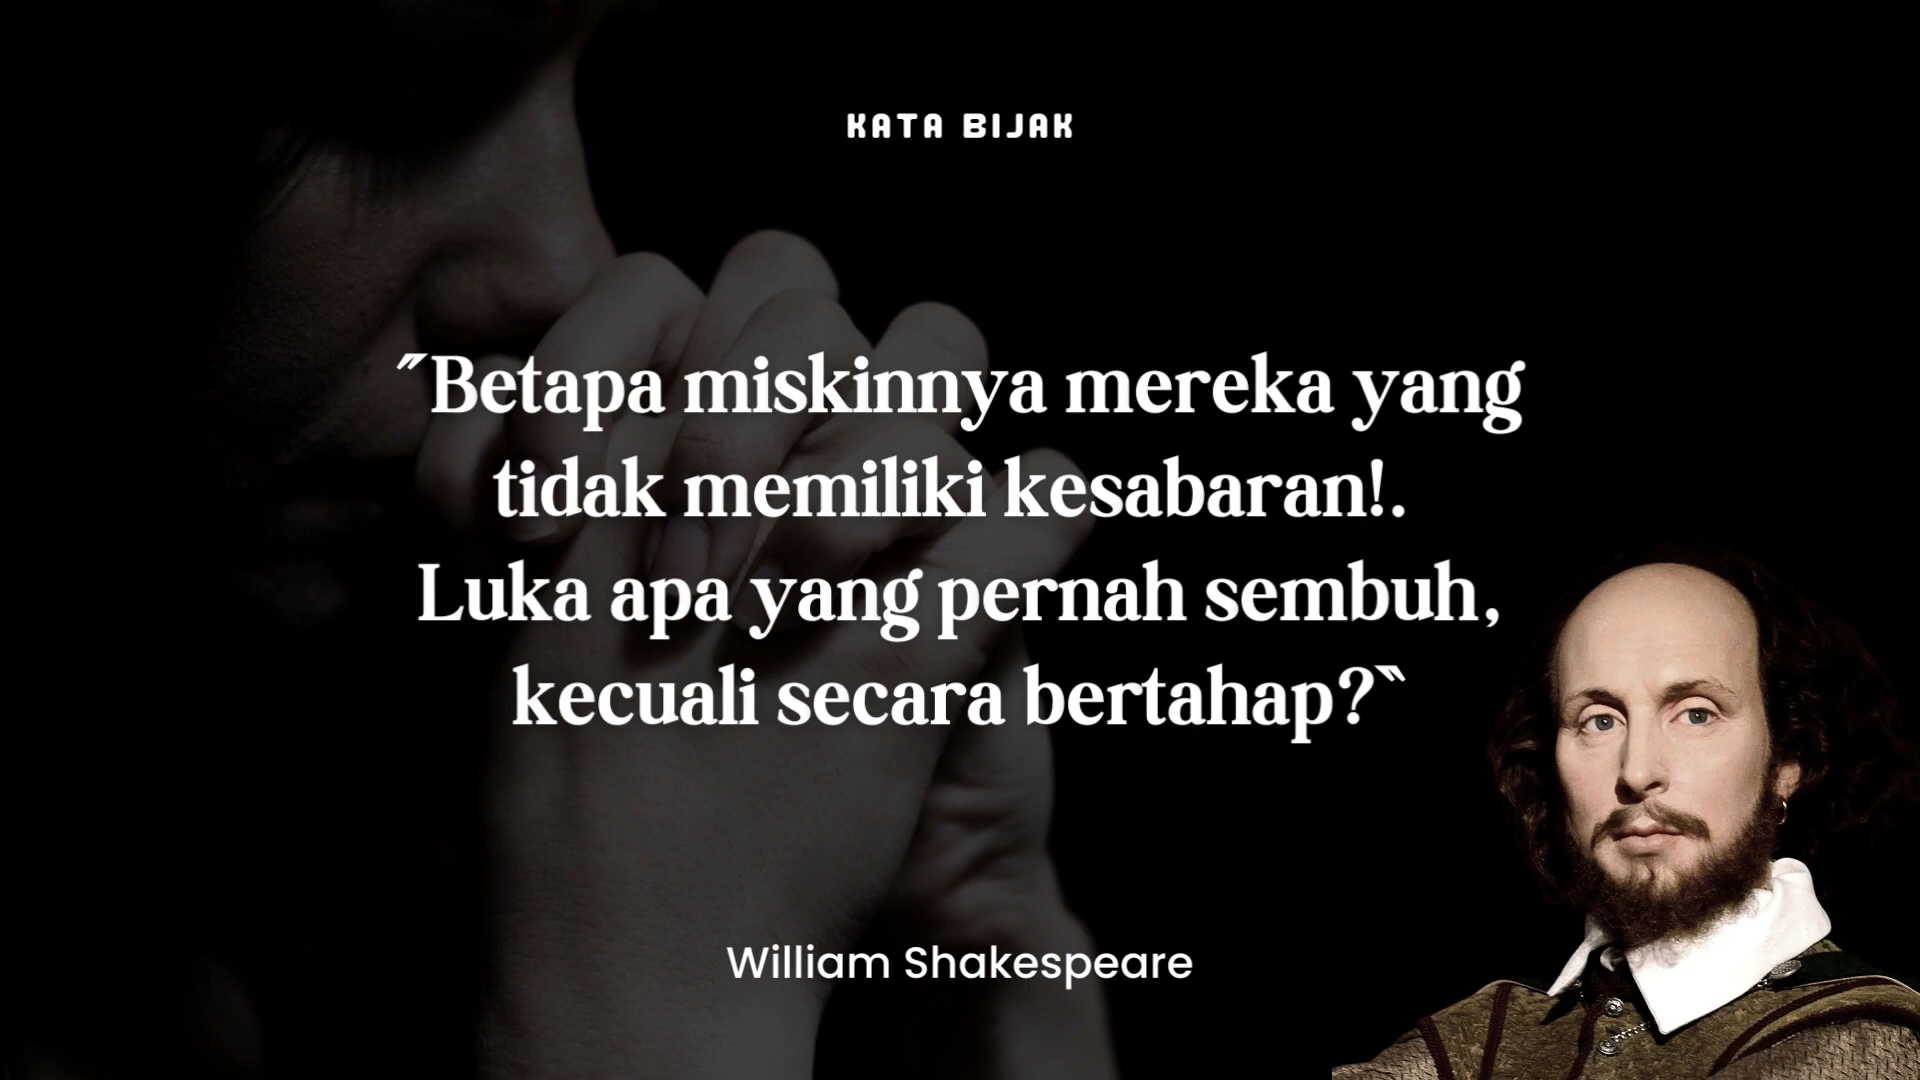 KATA BIJAK
"Betapa miskinnya mereka yang
tidak memiliki kesabaran!.
Luka apa yang pernah sembuh,
kecuali secara bertahap?"
William Shakespeare